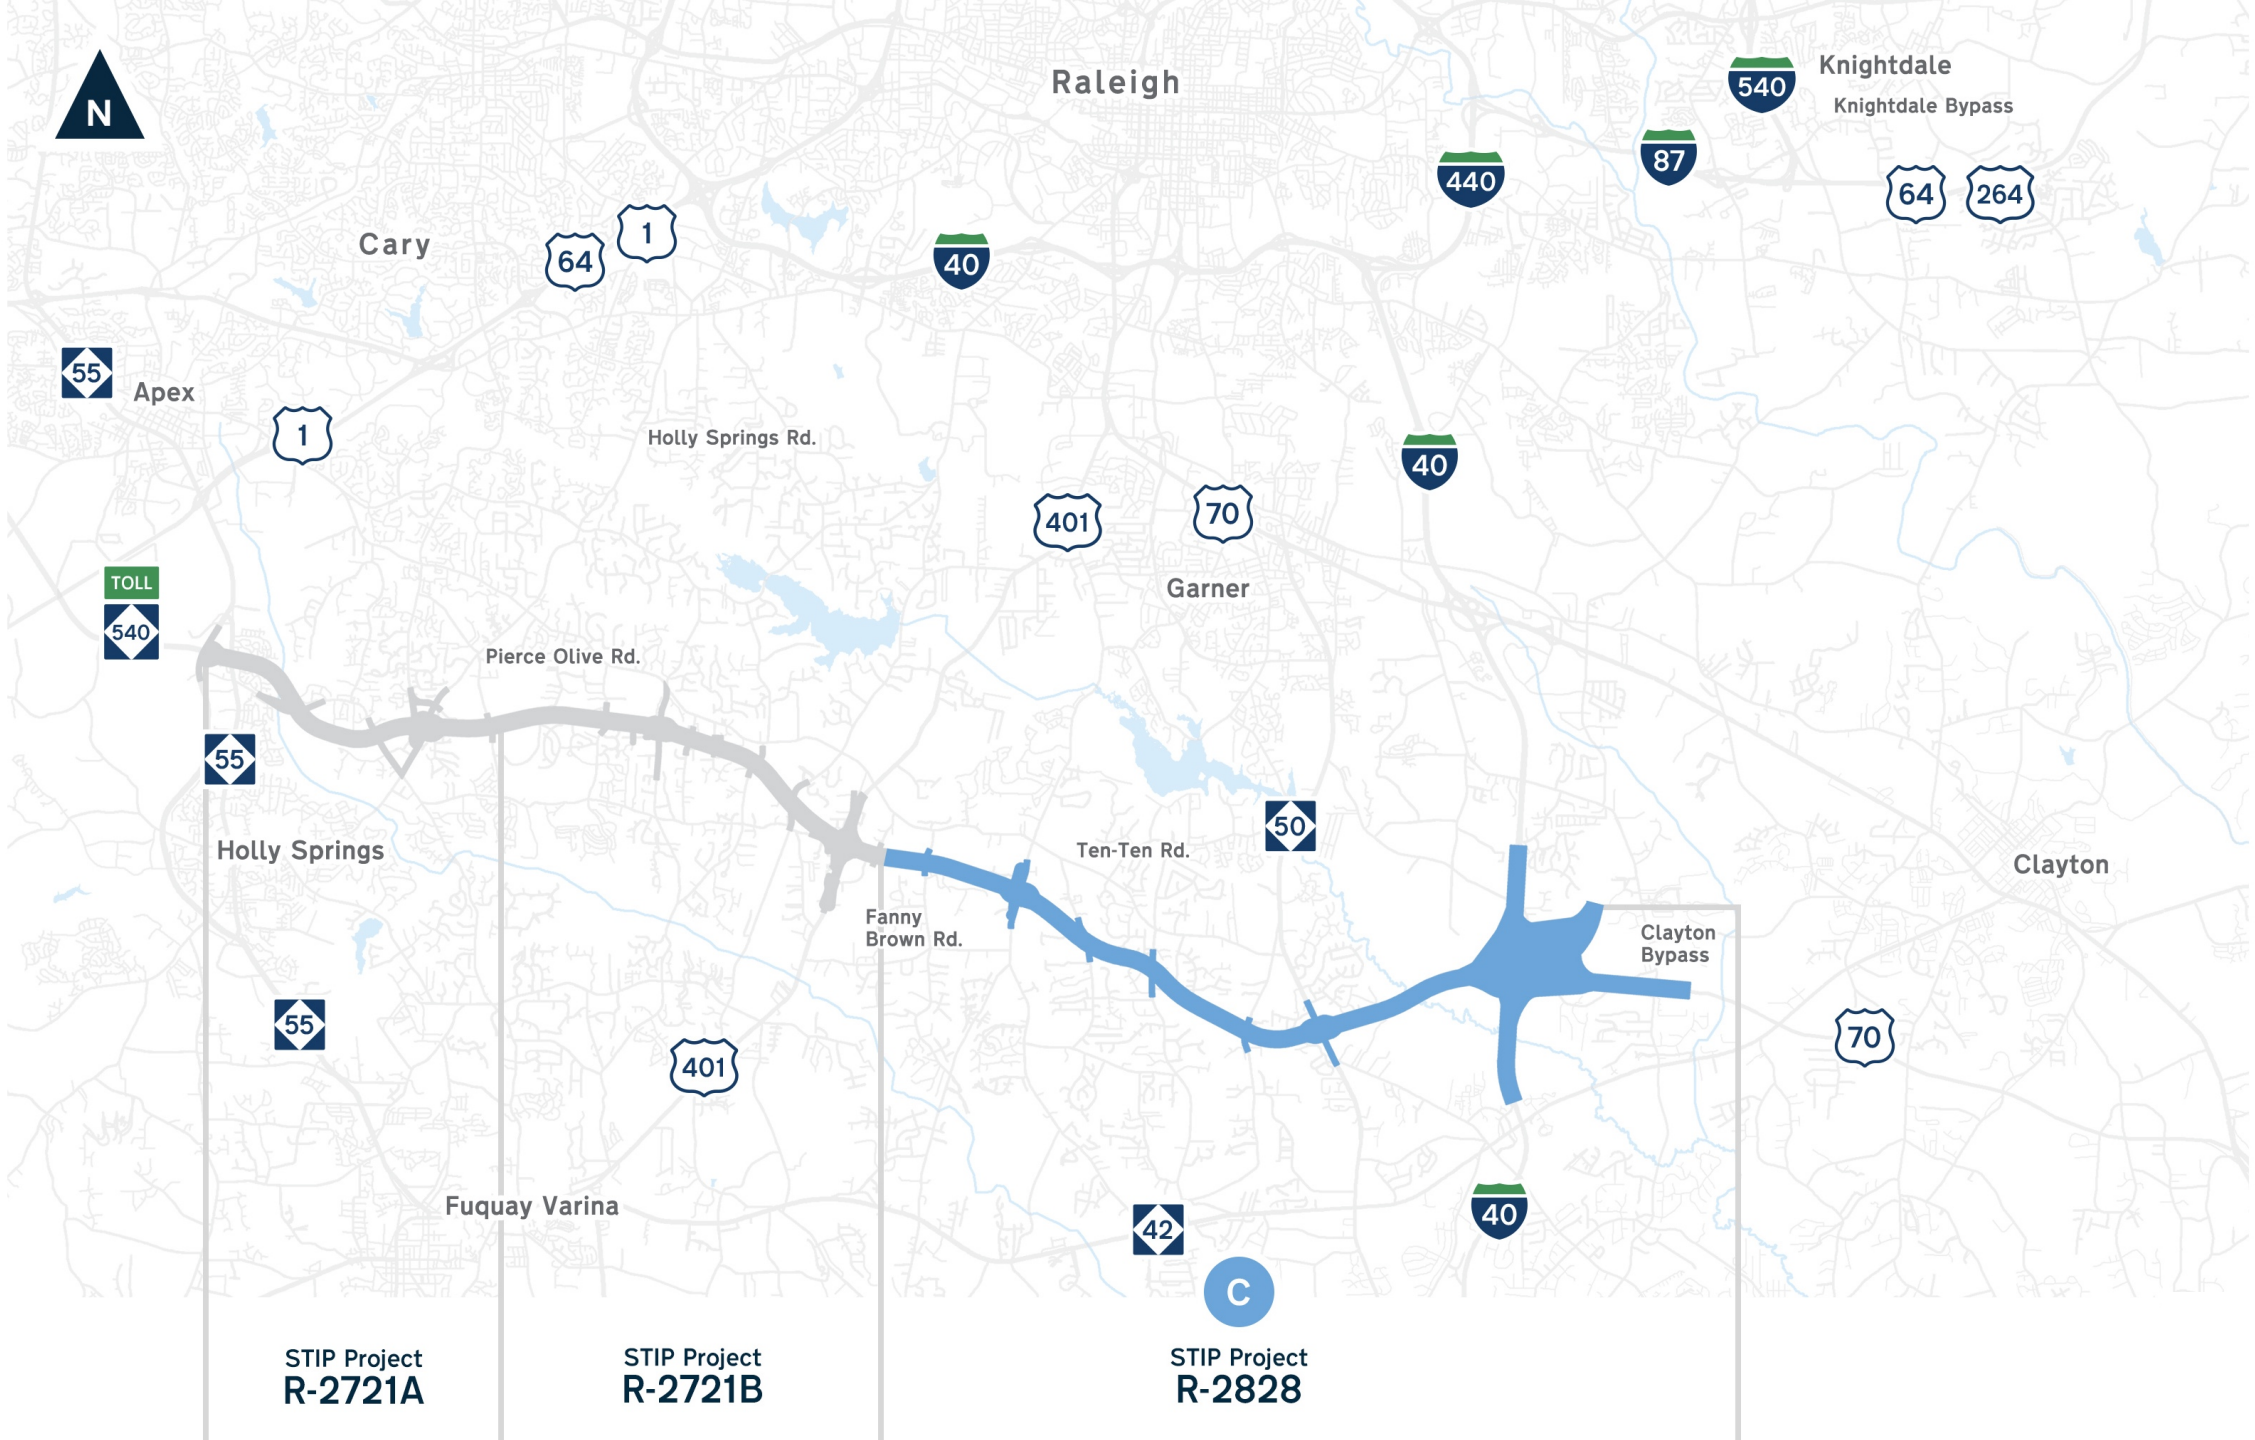 N
Raleigh
540
Knightdale
Knightdale Bypass
87
440
64
264
Cary
64
1
40
55
Apex
1
Holly Springs Rd.
40
401
70
Garner
TOLL
540
Pierce Olive Rd.
55
Holly Springs
50
Ten-Ten Rd.
Clayton
Fanny
Brown Rd.
Clayton
Bypass
55
401
70
Fuquay Varina
42
40
C
STIP Project
R-2721A
STIP Project
R-2721B
STIP Project
R-2828